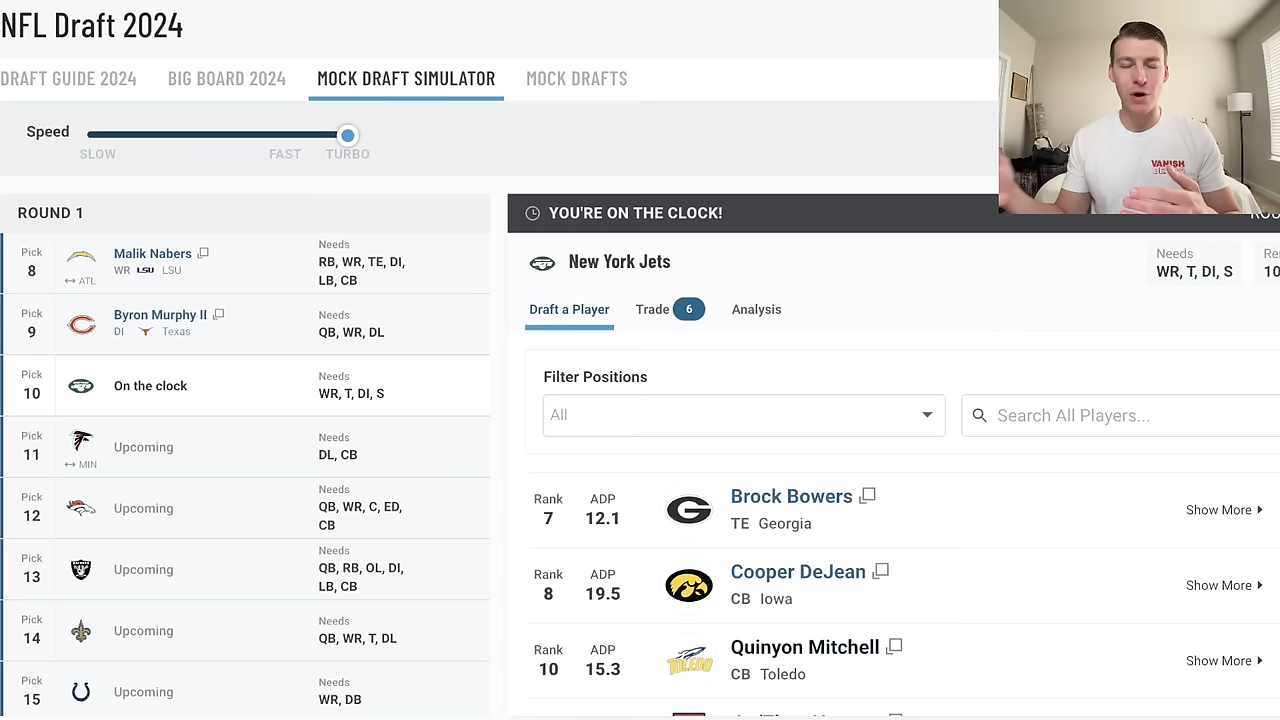 NFL Draft 2024
DRAFT GUIDE 2024 BIG BOARD 2024 MOCK DRAFT SIMULATOR MOCK DRAFTS
Speed
SLOW FAST TURBO
ROUND 1
Pick
8
Malik Nabers
WR LSU LSU
↔ ATL
Needs
RB, WR, TE, DI,
LB, CB
Pick
9
Byron Murphy II
DI Texas
Needs
QB, WR, DL
Pick
10
On the clock
Needs
WR, T, DI, S
Pick
11
↔ MIN
Upcoming
Needs
DL, CB
Pick
12
Upcoming
Needs
QB, WR, C, ED,
CB
Pick
13
Upcoming
Needs
QB, RB, OL, DI,
LB, CB
Pick
14
Upcoming
Needs
QB, WR, T, DL
Pick
15
Upcoming
Needs
WR, DB
YOU'RE ON THE CLOCK!
New York Jets
Needs
WR, T, DI, S
10
Draft a Player Trade 6 Analysis
Filter Positions
All
Search All Players...
Rank ADP
7 12.1
Brock Bowers
TE Georgia
Show More
Rank ADP
8 19.5
Cooper DeJean
CB Iowa
Show More
Rank ADP
10 15.3
TOLEDO
Quinyon Mitchell
CB Toledo
Show More
VANISH